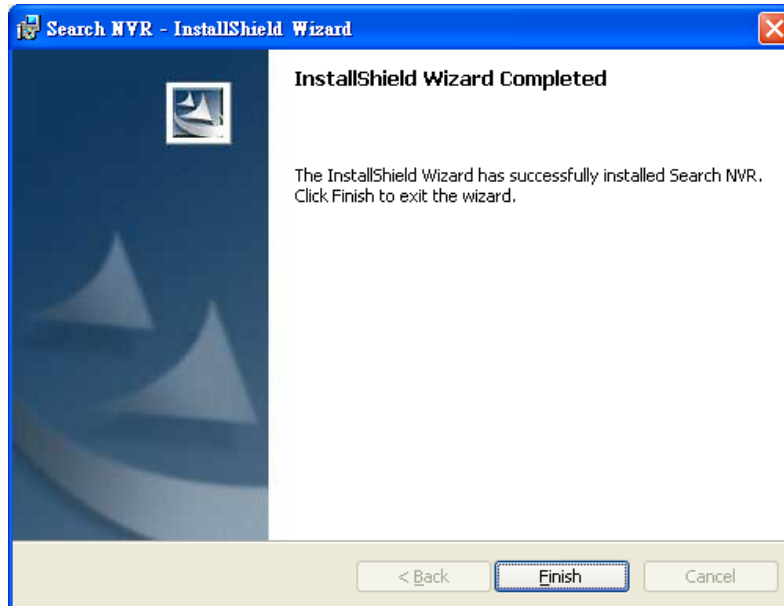 Search NVR - InstallShield Wizard
InstallShield Wizard Completed
The InstallShield Wizard has successfully installed Search NVR.
Click Finish to exit the wizard.
< Back
Finish
Cancel